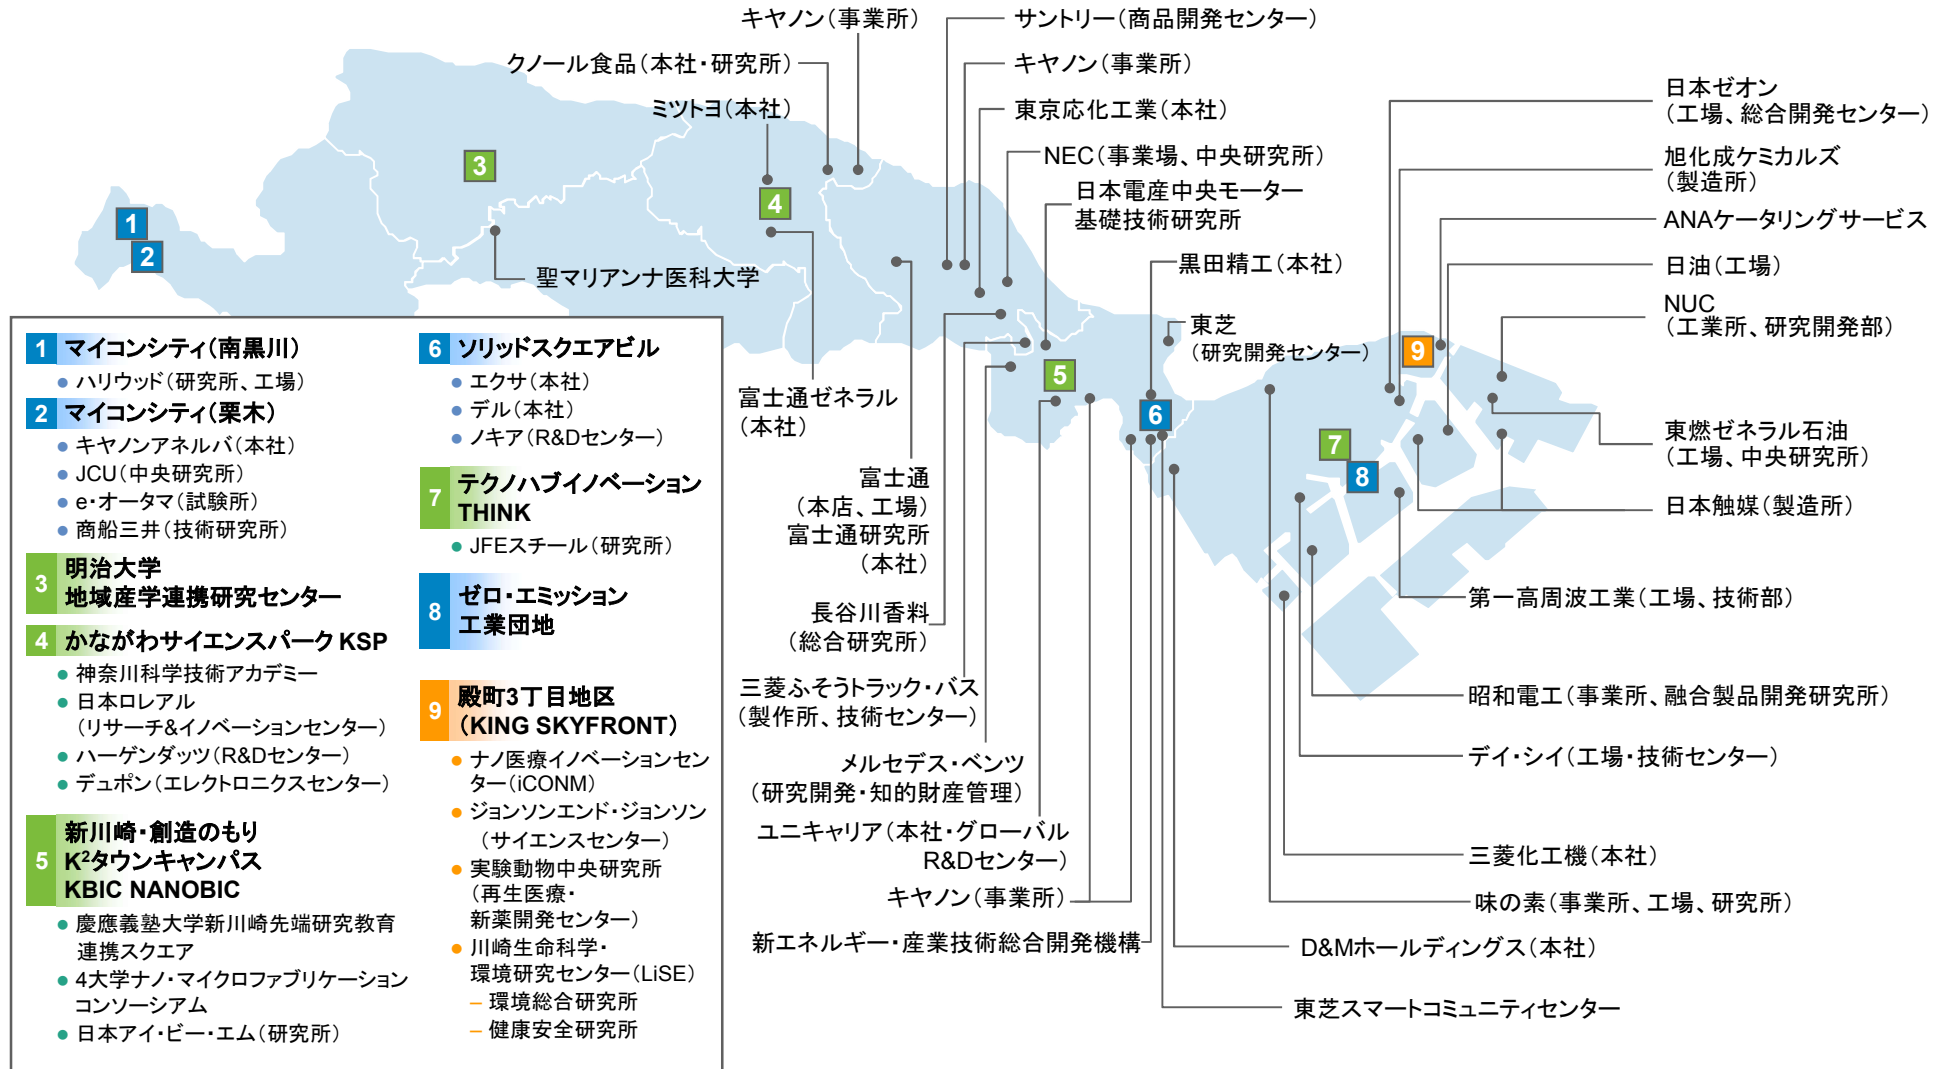 キヤノン(事業所)
クノール食品(本社・研究所)
ミツトヨ(本社)
サントリー(商品開発センター)
キヤノン(事業所)
東京応化工業(本社)
NEC(事業場、中央研究所)
日本電産中央モーター
基礎技術研究所
黒田精工(本社)
東芝
(研究開発センター)
日本ゼオン
(工場、総合開発センター)
旭化成ケミカルズ
(製造所)
ANAケータリングサービス
日油(工場)
NUC
(工業所、研究開発部)
東燃ゼネラル石油
(工場、中央研究所)
日本触媒(製造所)
第一高周波工業(工場、技術部)
昭和電工(事業所、融合製品開発研究所)
デイ・シイ(工場・技術センター)
三菱化工機(本社)
味の素(事業所、工場、研究所)
D&Mホールディングス(本社)
東芝スマートコミュニティセンター
聖マリアンナ医科大学
富士通ゼネラル
(本社)
富士通
(本店、工場)
富士通研究所
(本社)
長谷川香料
(総合研究所)
三菱ふそうトラック・バス
(製作所、技術センター)
メルセデス・ベンツ
(研究開発・知的財産管理)
ユニキャリア(本社・グローバル
R&Dセンター)
キヤノン(事業所)
新エネルギー・産業技術総合開発機構
1
2
3
4
5
6
7
8
9
1 マイコンシティ(南黒川)
● ハリウッド(研究所、工場)
2 マイコンシティ(栗木)
● キヤノンアネルバ(本社)
● JCU(中央研究所)
● e・オータマ(試験所)
● 商船三井(技術研究所)
3 明治大学
地域産学連携研究センター
4 かながわサイエンスパーク KSP
● 神奈川科学技術アカデミー
● 日本ロレアル
(リサーチ&イノベーションセンター)
● ハーゲンダッツ(R&Dセンター)
● デュポン(エレクトロニクスセンター)
5 新川崎・創造のもり
K²タウンキャンパス
KBIC NANOBIC
● 慶應義塾大学新川崎先端研究教育
連携スクエア
● 4大学ナノ・マイクロファブリケーション
コンソーシアム
● 日本アイ・ビー・エム(研究所)
6 ソリッドスクエアビル
● エクサ(本社)
● デル(本社)
● ノキア(R&Dセンター)
7 テクノハブイノベーション
THINK
● JFEスチール(研究所)
8 ゼロ・エミッション
工業団地
9 殿町3丁目地区
(KING SKYFRONT)
● ナノ医療イノベーションセン
ター(iCONM)
● ジョンソンエンド・ジョンソン
(サイエンスセンター)
● 実験動物中央研究所
(再生医療・
新薬開発センター)
● 川崎生命科学・
環境研究センター(LiSE)
– 環境総合研究所
– 健康安全研究所